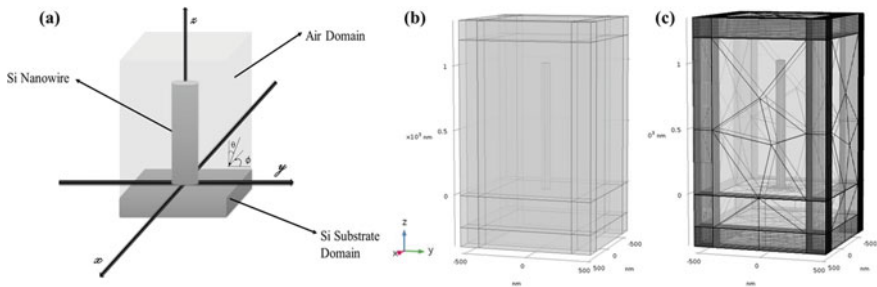 (a)
z
Air Domain
Si Nanowire
θ
ϕ
y
x
Si Substrate
Domain
(b)
1
×10³ nm
0.5
0
z
x
y
-500
0
500
-500
0
500
nm
nm
(c)
1
0.5
0
-500
0
500
-500
0
500
nm
nm